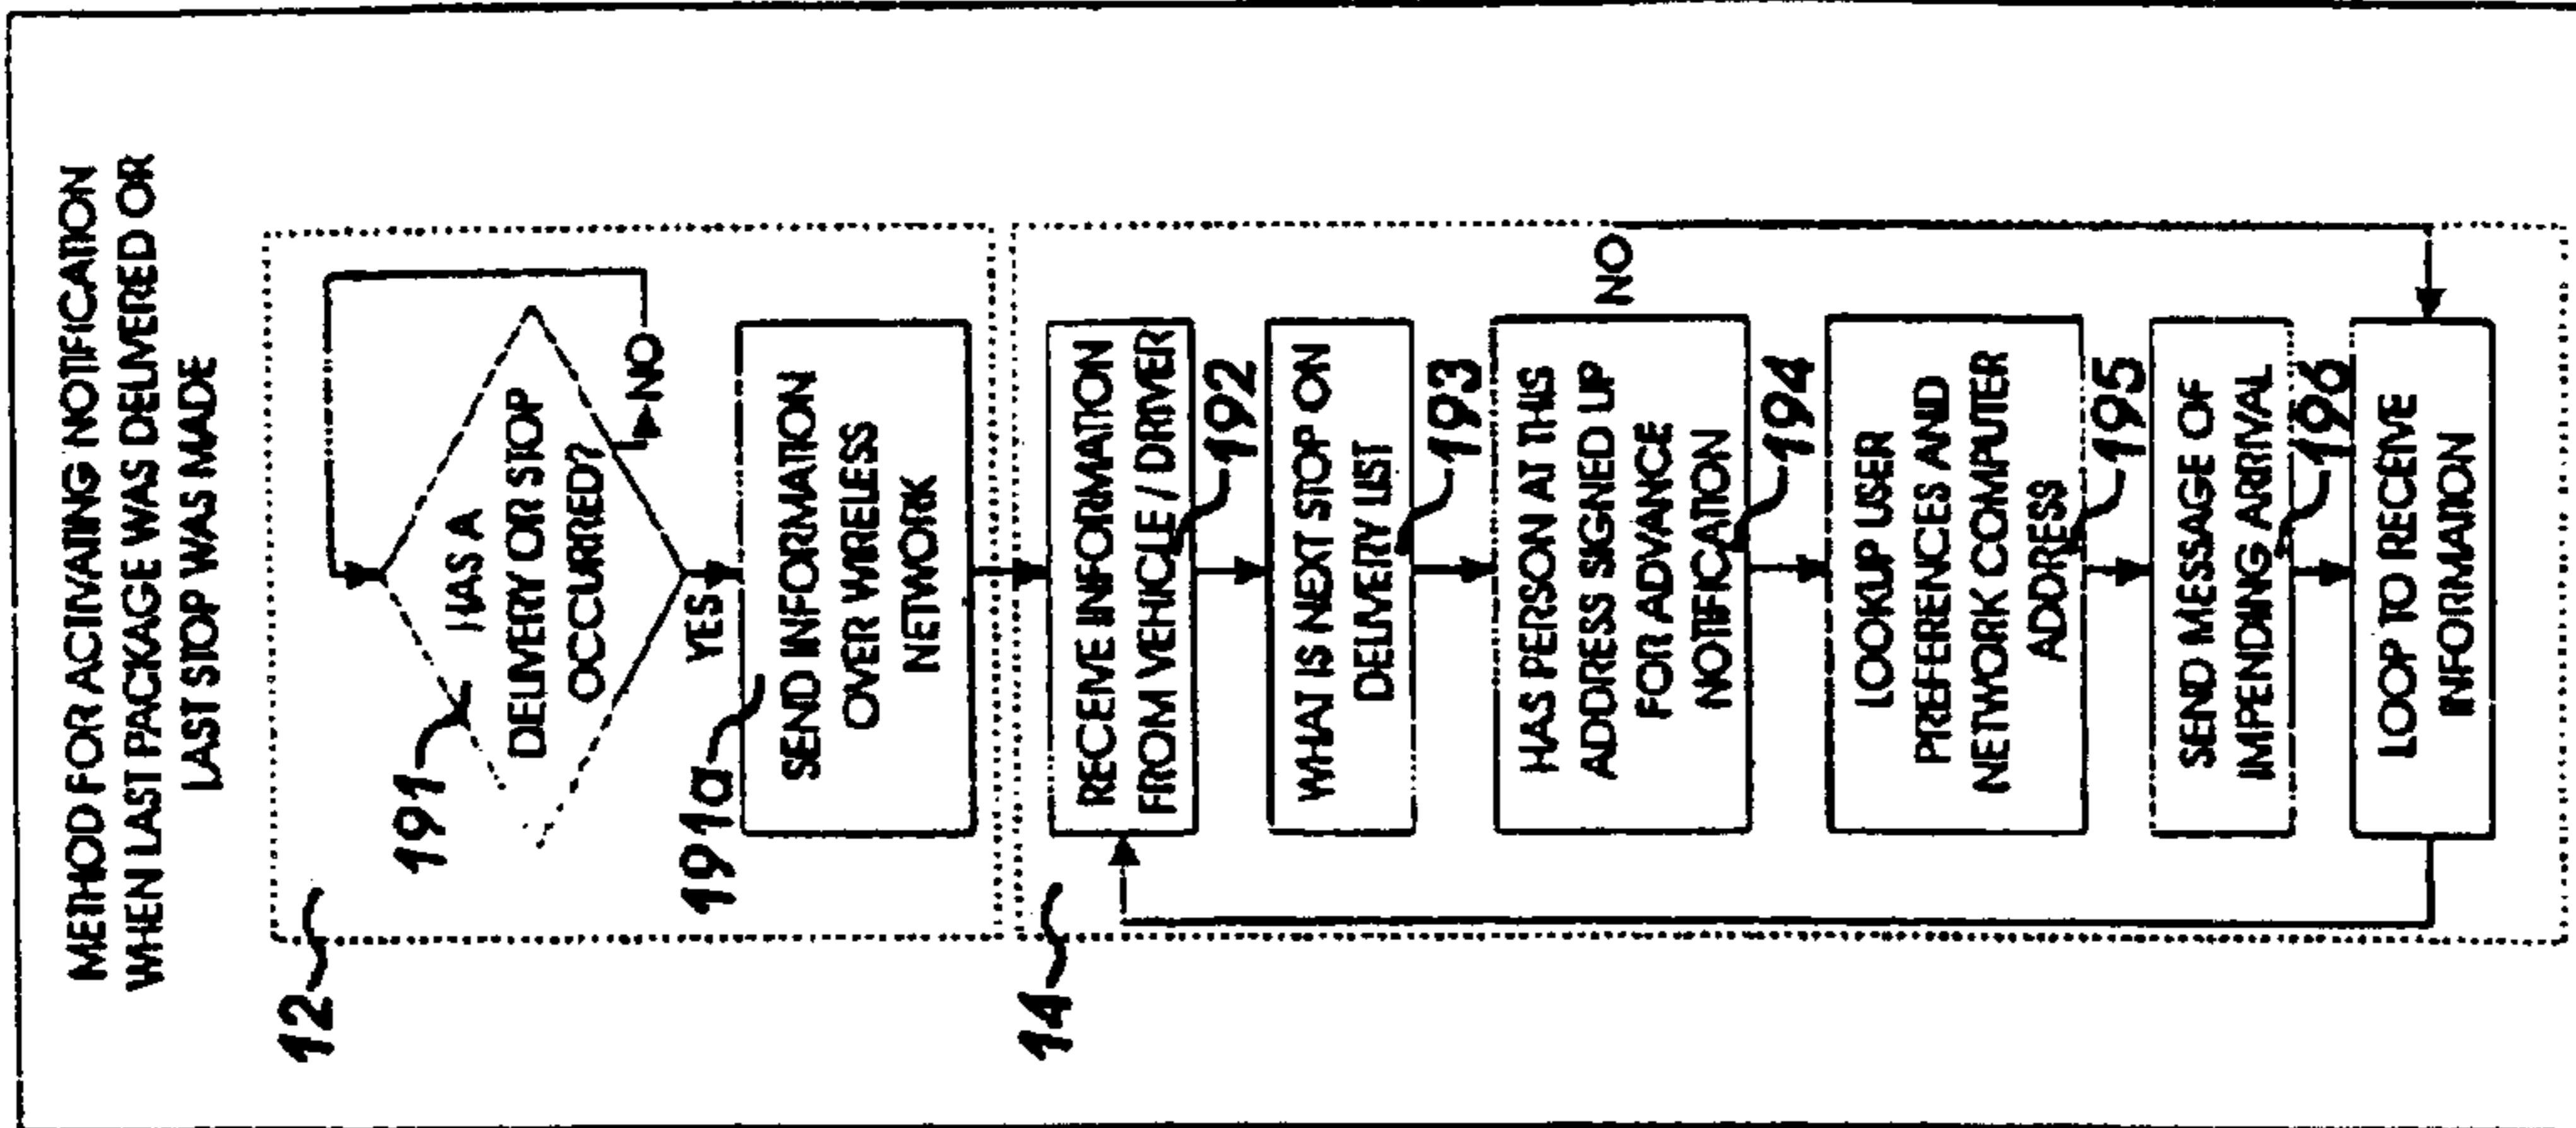 METHOD FOR ACTIVATING NOTIFICATION
WHEN LAST PACKAGE WAS DELIVERED OR
LAST STOP WAS MADE
12
191
HAS A
DELIVERY OR STOP
OCCURRED?
NO
YES
191a
SEND INFORMATION
OVER WIRELESS
NETWORK
14
RECEIVE INFORMATION
FROM VEHICLE / DRIVER
192
WHAT IS NEXT STOP ON
DELIVERY LIST
193
HAS PERSON AT THIS
ADDRESS SIGNED UP
FOR ADVANCE
NOTIFICATION
NO
194
LOOKUP USER
PREFERENCES AND
NETWORK COMPUTER
ADDRESS
195
SEND MESSAGE OF
IMPENDING ARRIVAL
196
LOOP TO RECEIVE
INFORMATION